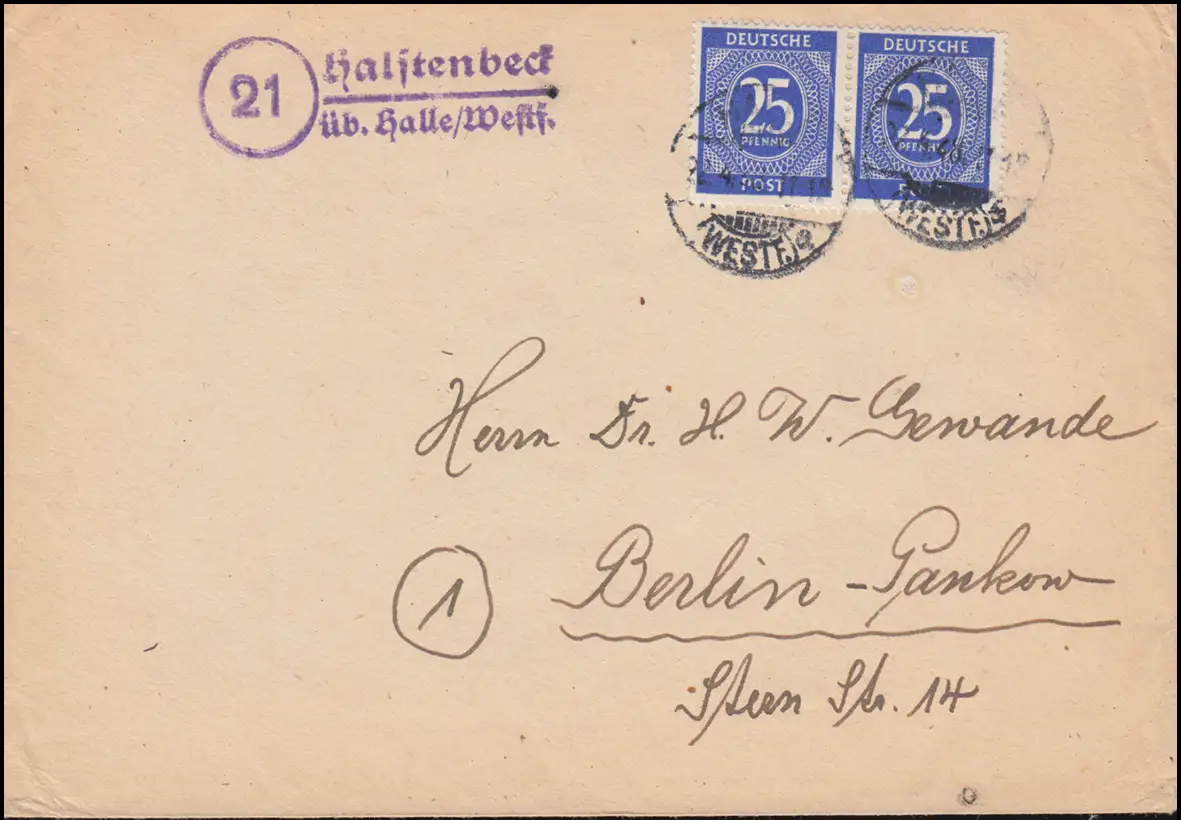 21
Halstenbeck
üb. Halle/Westf.
DEUTSCHE
25
PFENNIG
POST
DEUTSCHE
25
PFENNIG
(WESTF)
(WESTF)
Herrn Dr. H. W. Gewande
1
Berlin-Pankow
Stern Str. 14